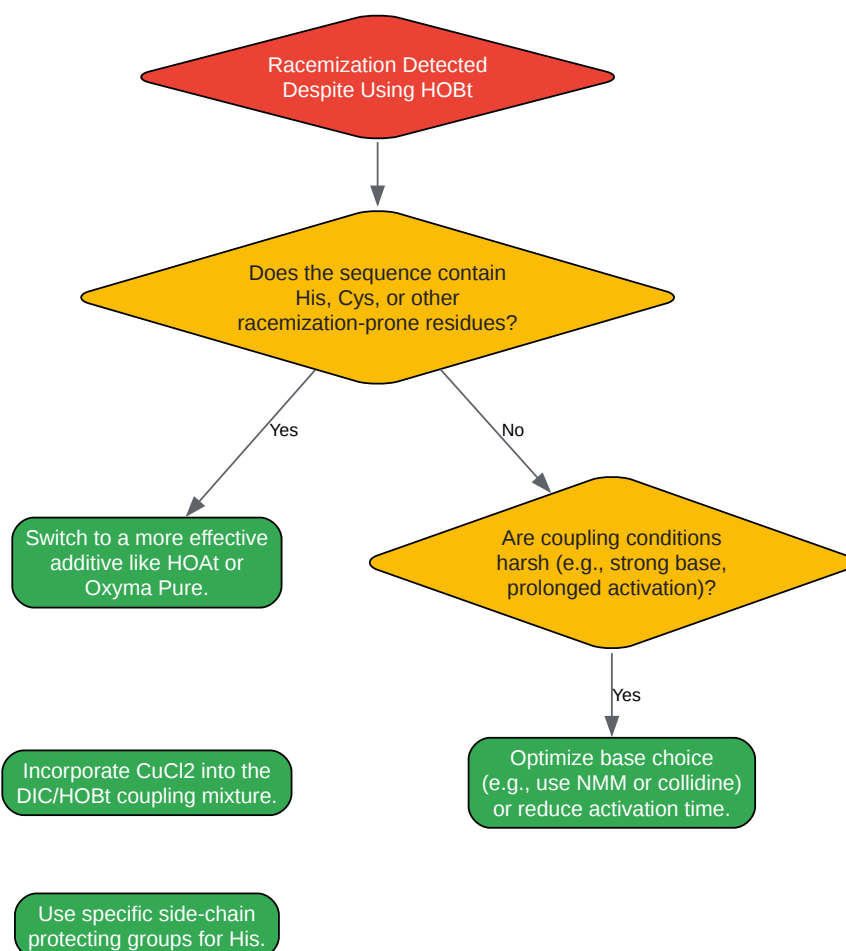 Racemization Detected
Despite Using HOBt
Does the sequence contain
His, Cys, or other
racemization-prone residues?
Yes
No
Switch to a more effective
additive like HOAt or
Oxyma Pure.
Are coupling conditions
harsh (e.g., strong base,
prolonged activation)?
Yes
Incorporate CuCl2 into the
DIC/HOBt coupling mixture.
Optimize base choice
(e.g., use NMM or collidine)
or reduce activation time.
Use specific side-chain
protecting groups for His.